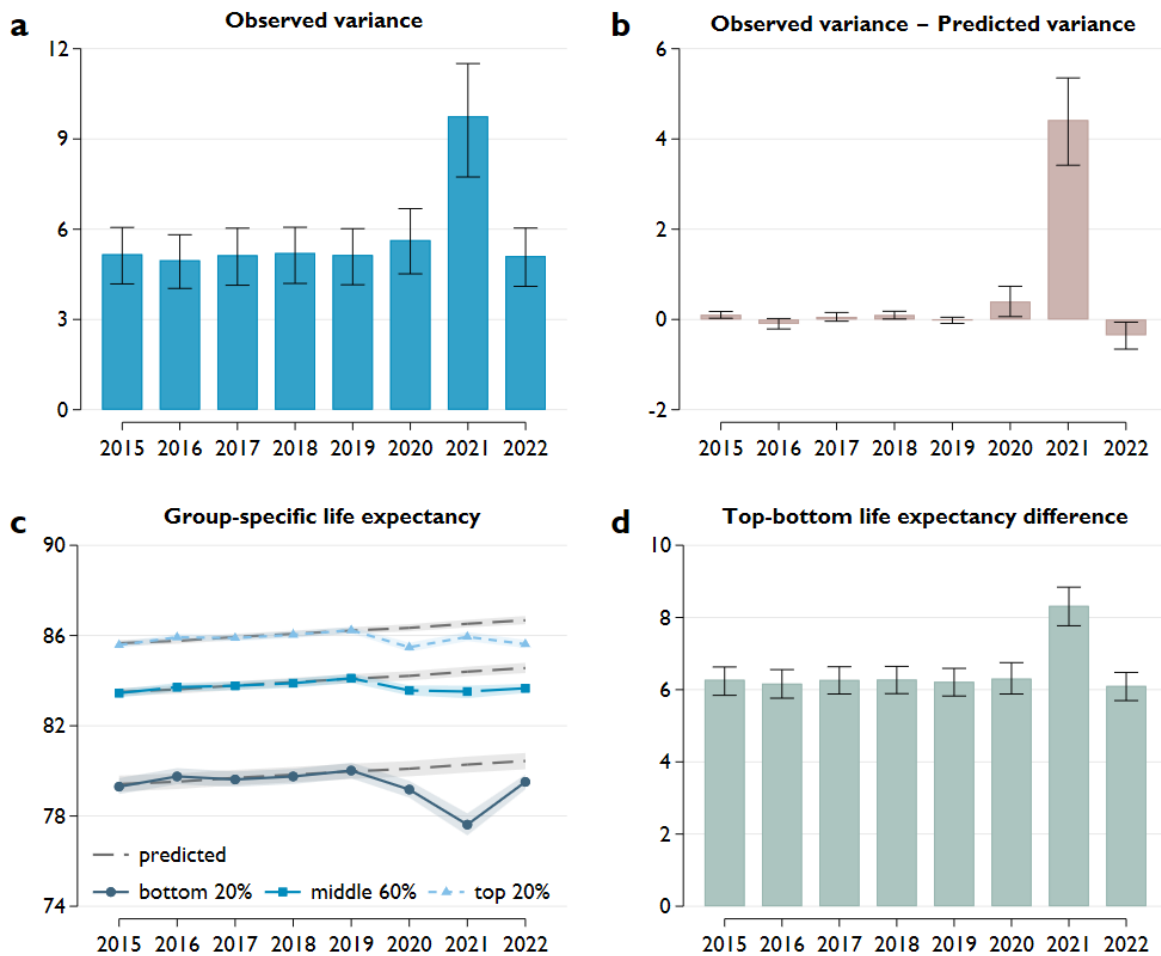 a
Observed variance
12
9
6
3
0
2015 2016 2017 2018 2019 2020 2021 2022
b
Observed variance – Predicted variance
6
4
2
0
-2
2015 2016 2017 2018 2019 2020 2021 2022
c
Group-specific life expectancy
90
86
82
78
74
predicted
bottom 20% middle 60% top 20%
2015 2016 2017 2018 2019 2020 2021 2022
d
Top-bottom life expectancy difference
10
8
6
4
2
0
2015 2016 2017 2018 2019 2020 2021 2022